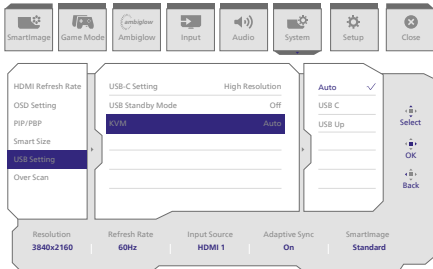 SmartImage Game Mode Ambiglow Input Audio System Setup Close
ambiglow
HDMI Refresh Rate
OSD Setting
PIP/PBP
Smart Size
USB Setting
Over Scan
USB-C Setting High Resolution
USB Standby Mode Off
KVM Auto
Auto
USB C
USB Up
Select
OK
Back
Resolution Refresh Rate Input Source Adaptive Sync SmartImage
3840x2160 60Hz HDMI 1 On Standard